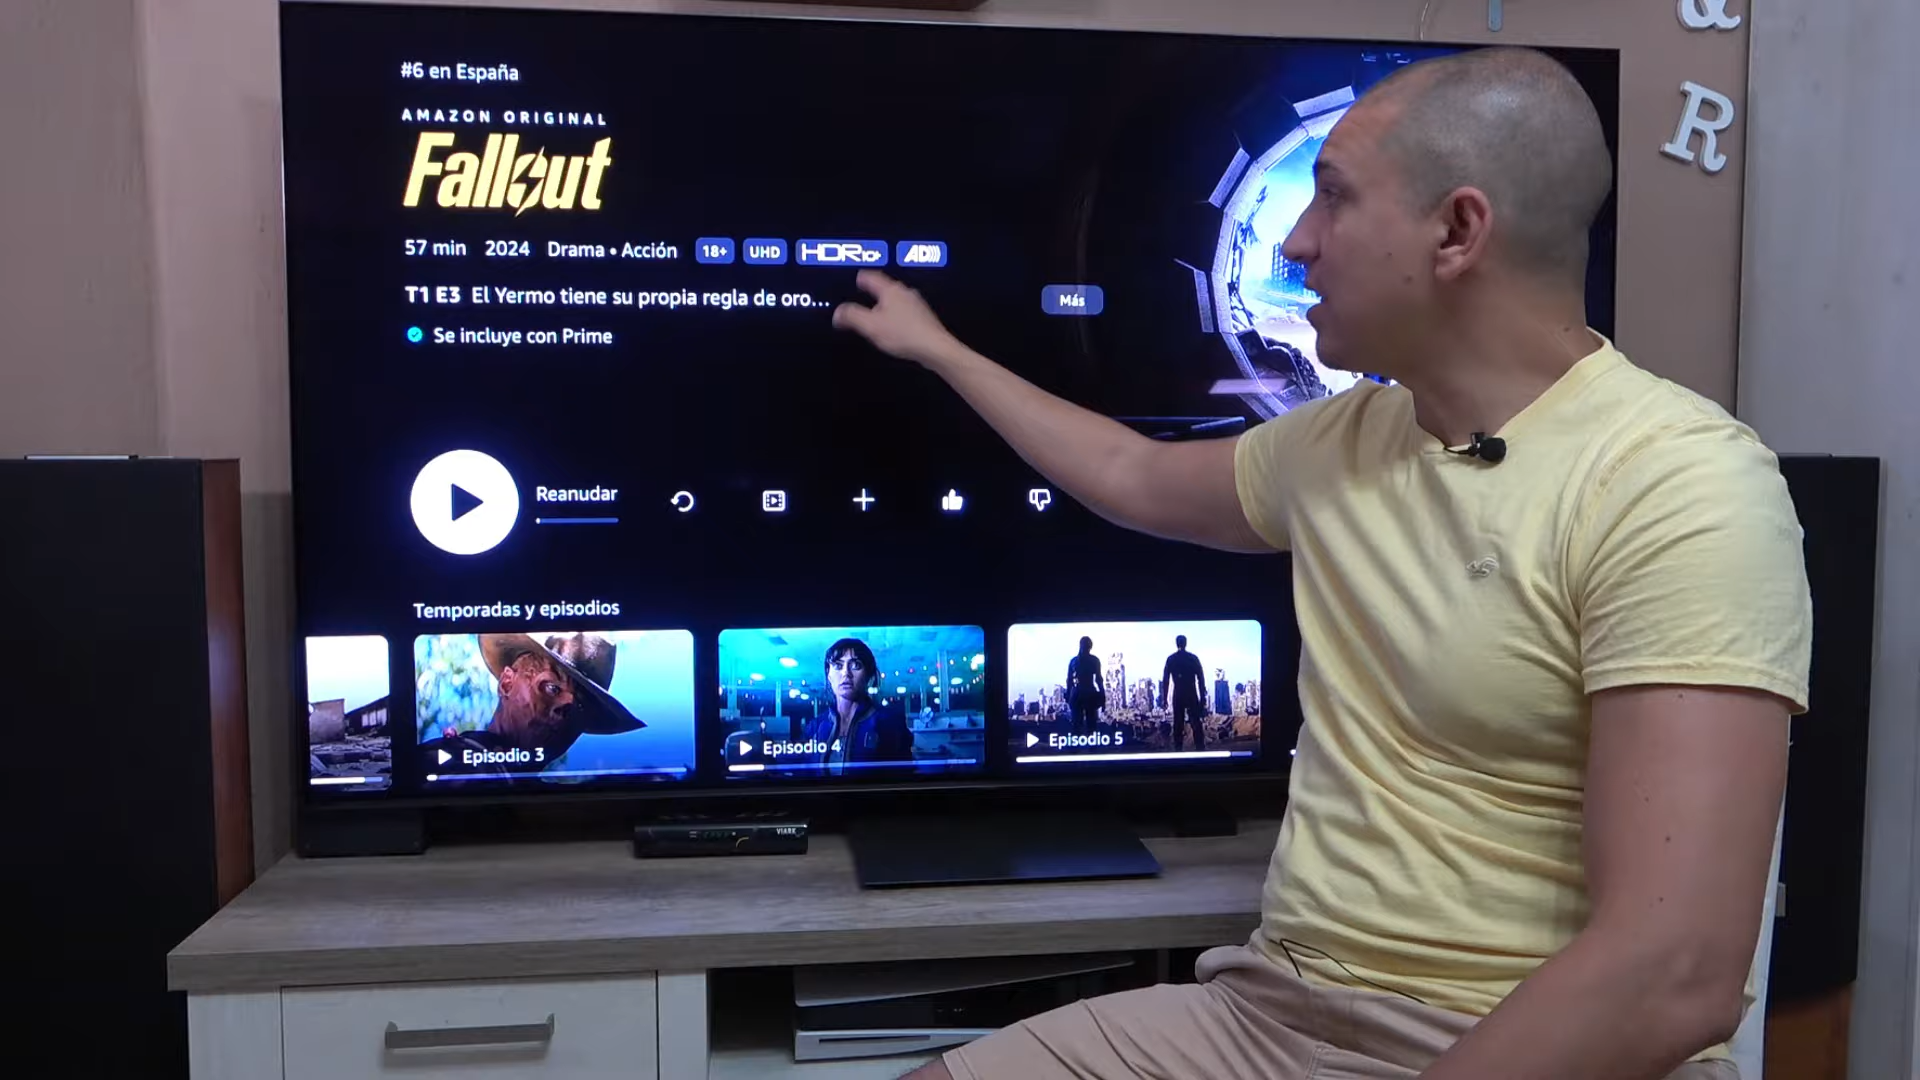 #6 en España
AMAZON ORIGINAL
Fallout
57 min 2024 Drama • Acción 18+ UHD HDR10+ AD
T1 E3 El Yermo tiene su propia regla de oro... Más
Se incluye con Prime
Reanudar
Temporadas y episodios
Episodio 3
Episodio 4
Episodio 5
VIARK
&
R